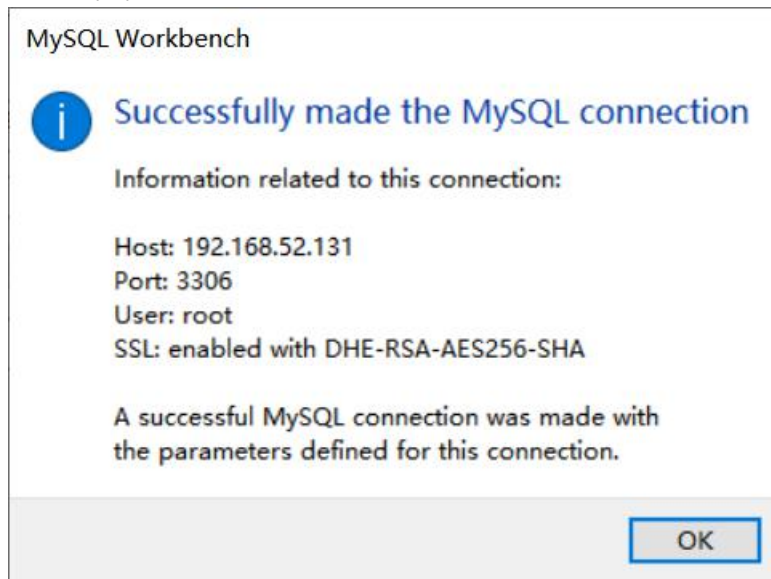 MySQL Workbench
Successfully made the MySQL connection
Information related to this connection:
Host: 192.168.52.131
Port: 3306
User: root
SSL: enabled with DHE-RSA-AES256-SHA
A successful MySQL connection was made with
the parameters defined for this connection.
OK